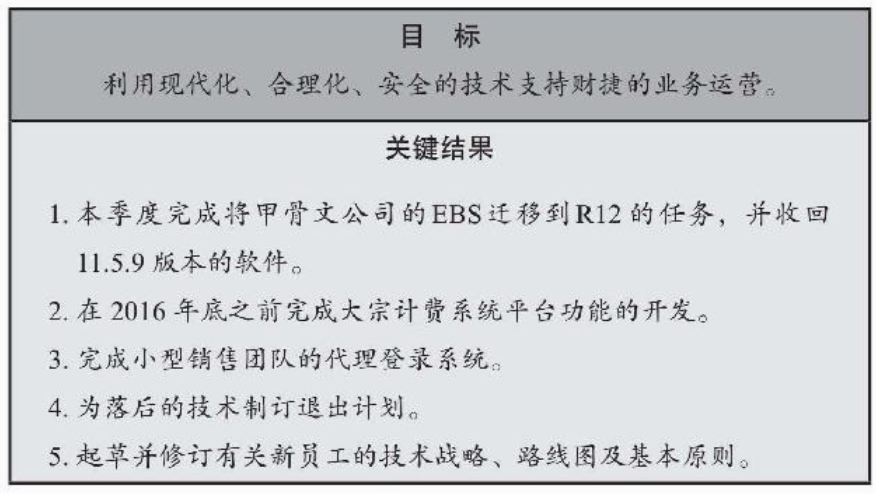 目 标
利用现代化、合理化、安全的技术支持财捷的业务运营。
关键结果
1. 本季度完成将甲骨文公司的EBS迁移到R12的任务，并收回
11.5.9 版本的软件。
2. 在 2016 年底之前完成大宗计费系统平台功能的开发。
3. 完成小型销售团队的代理登录系统。
4. 为落后的技术制订退出计划。
5. 起草并修订有关新员工的技术战略、路线图及基本原则。